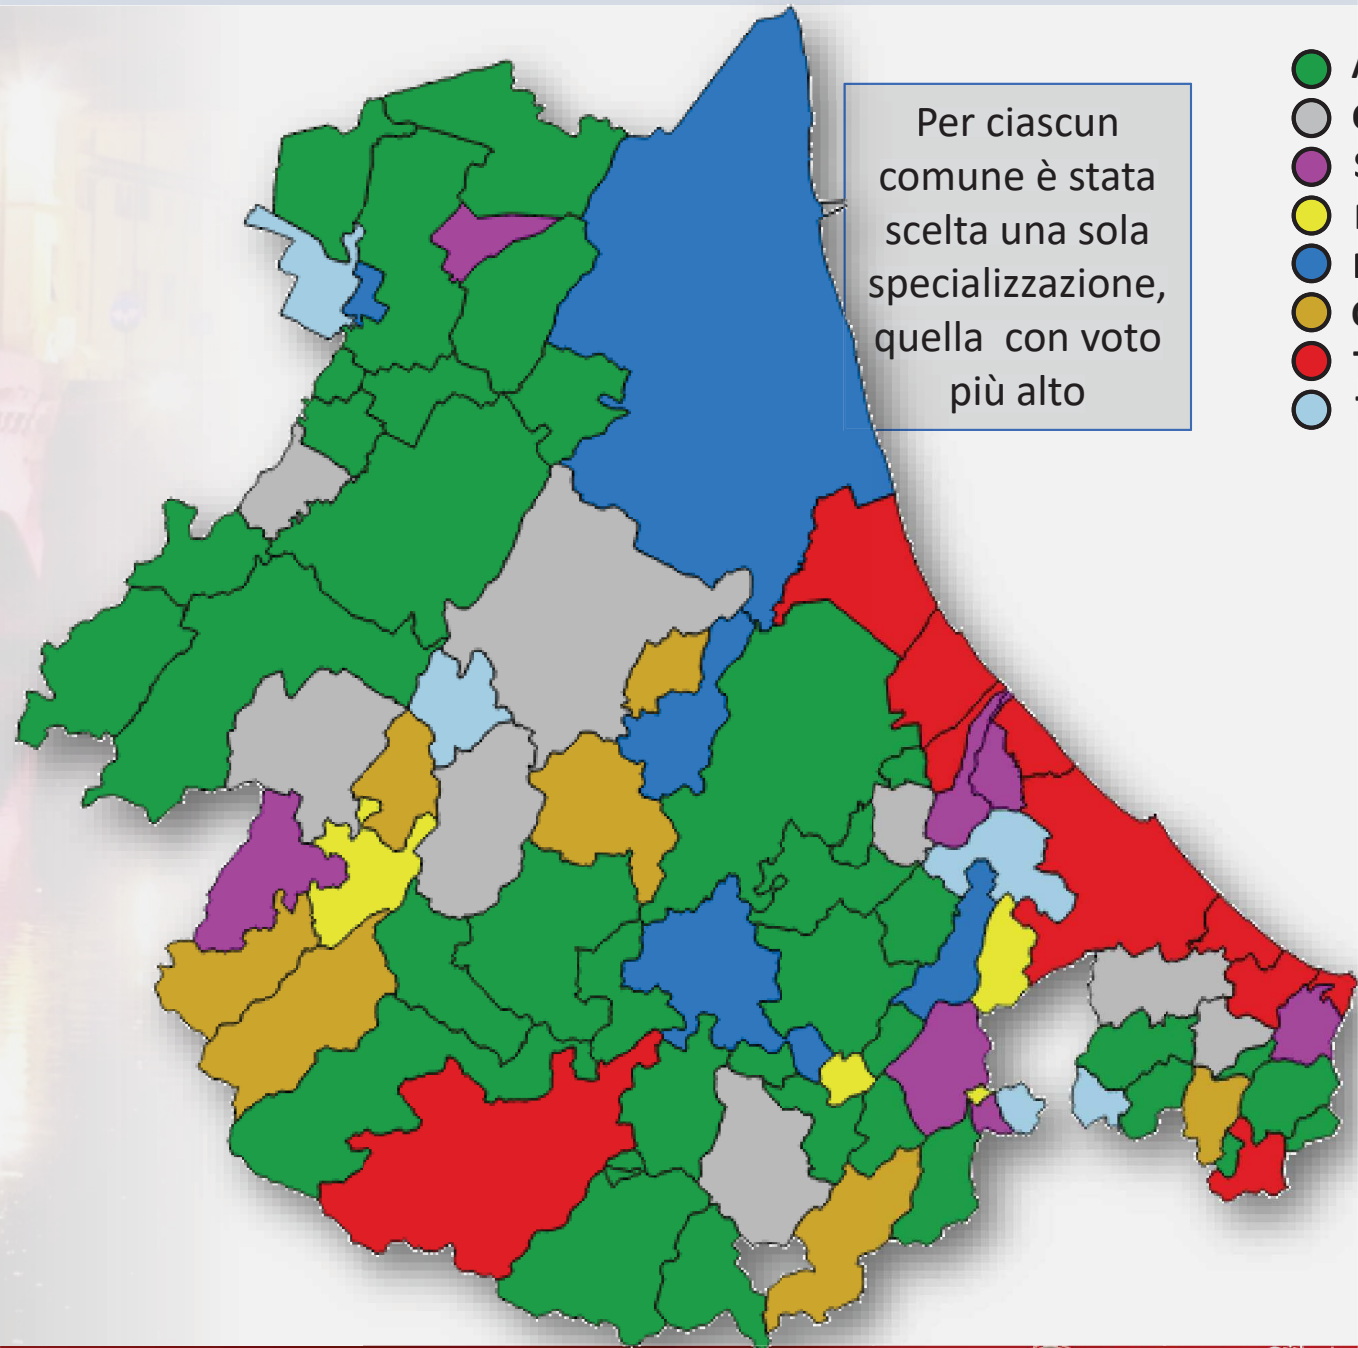 Per ciascun
comune è stata
scelta una sola
specializzazione,
quella con voto
più alto